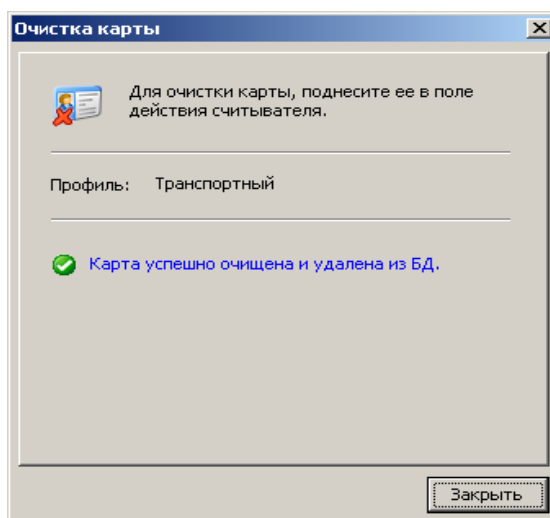 Очистка карты
Для очистки карты, поднесите ее в поле
действия считывателя.
Профиль: Транспортный
Карта успешно очищена и удалена из БД.
Закрыть